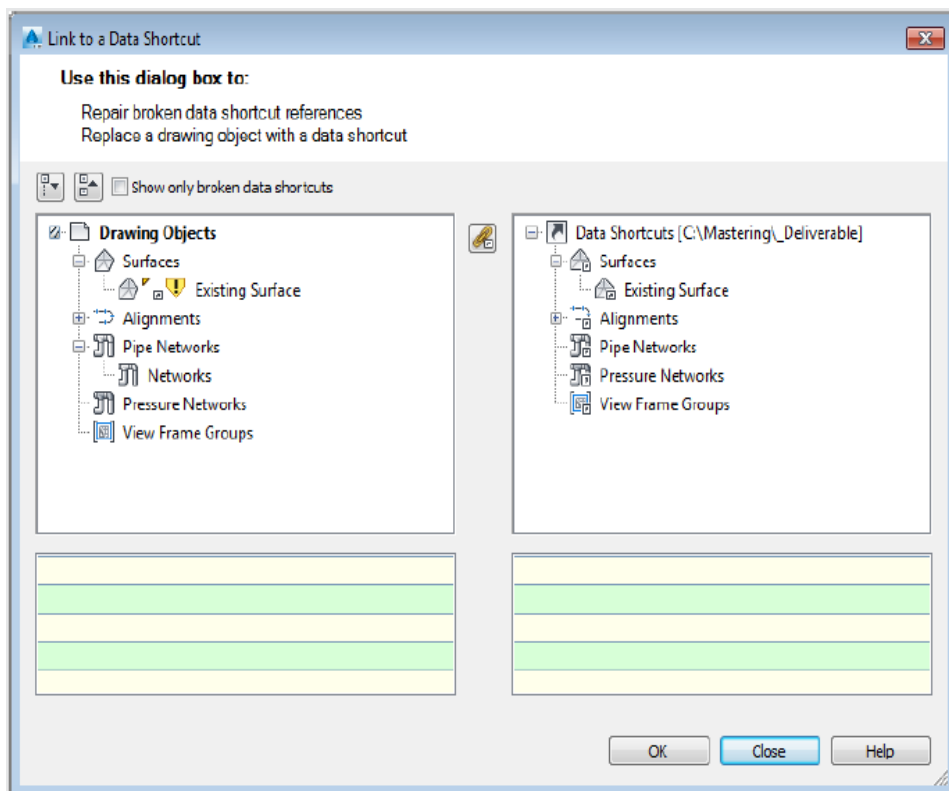 Link to a Data Shortcut
Use this dialog box to:
Repair broken data shortcut references
Replace a drawing object with a data shortcut
Show only broken data shortcuts
Drawing Objects
Surfaces
Existing Surface
Alignments
Pipe Networks
Networks
Pressure Networks
View Frame Groups
Data Shortcuts [C:\Mastering\_Deliverable]
Surfaces
Existing Surface
Alignments
Pipe Networks
Pressure Networks
View Frame Groups
OK
Close
Help